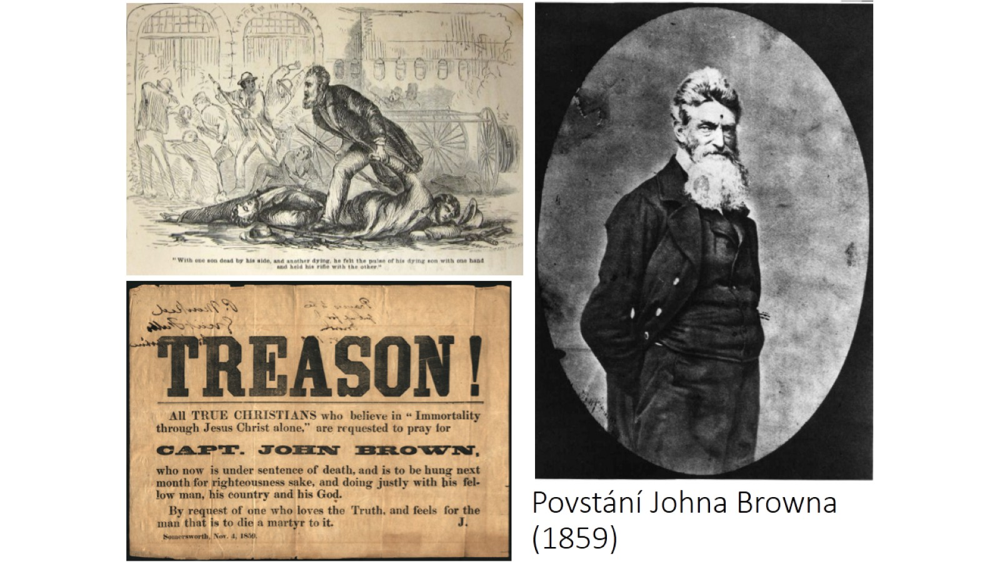 "With one son dead by his side, and another dying, he felt the pulse of his dying son with one hand
and held his rifle with the other."
TREASON!
All TRUE CHRISTIANS who believe in "Immortality
through Jesus Christ alone," are requested to pray for
CAPT. JOHN BROWN,
who now is under sentence of death, and is to be hung next
month for righteousness sake, and doing justly with his fel-
low man, his country and his God.
By request of one who loves the Truth, and feels for the
man that is to die a martyr to it. J.
Somersworth, Nov. 4, 1859.
Povstání Johna Browna
(1859)